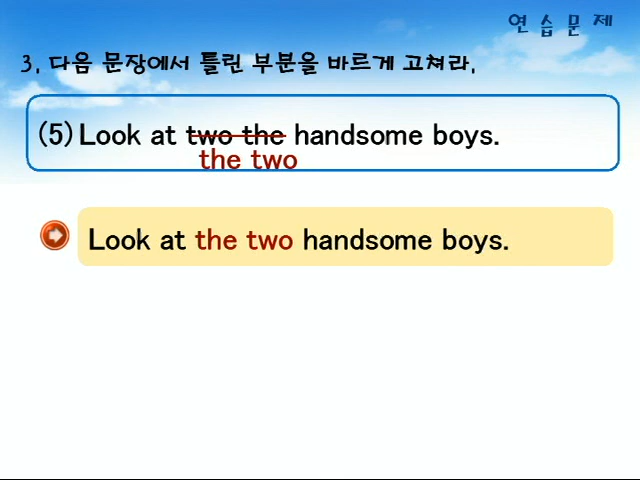 연습문제
3. 다음 문장에서 틀린 부분을 바르게 고쳐라.
(5) Look at two the handsome boys.
the two
Look at the two handsome boys.